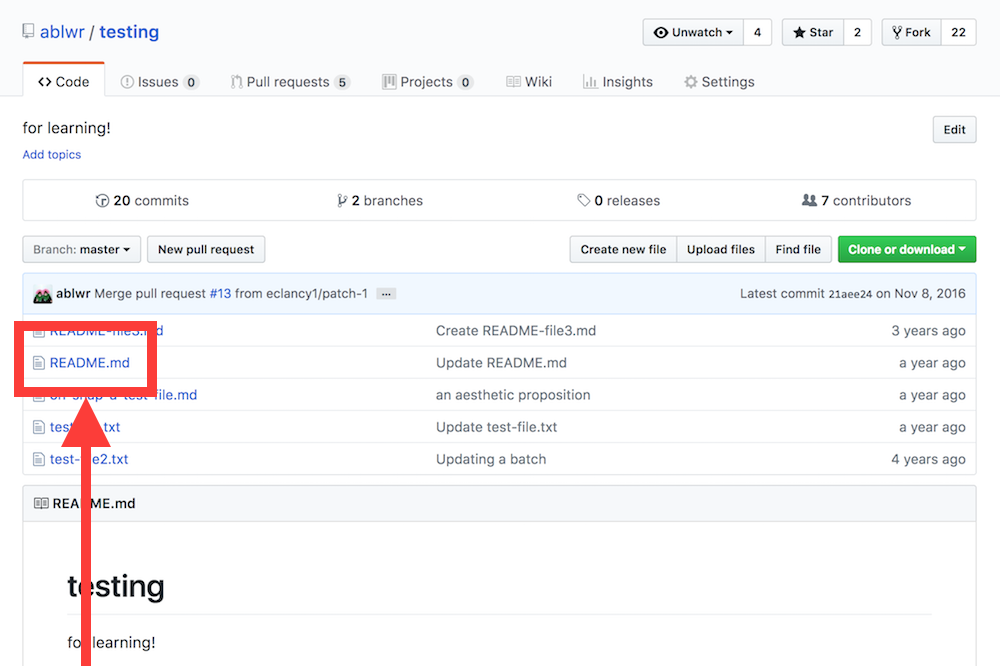 ablwr / testing
Unwatch 4 Star 2 Fork 22
Code Issues 0 Pull requests 5 Projects 0 Wiki Insights Settings
for learning! Edit
Add topics
20 commits 2 branches 0 releases 7 contributors
Branch: master New pull request Create new file Upload files Find file Clone or download
ablwr Merge pull request #13 from eclancy1/patch-1 ... Latest commit 21aee24 on Nov 8, 2016
README-file3.md Create README-file3.md 3 years ago
README.md Update README.md a year ago
file.md an aesthetic proposition a year ago
txt Update test-file.txt a year ago
test-file2.txt Updating a batch 4 years ago
README.md
testing
for learning!